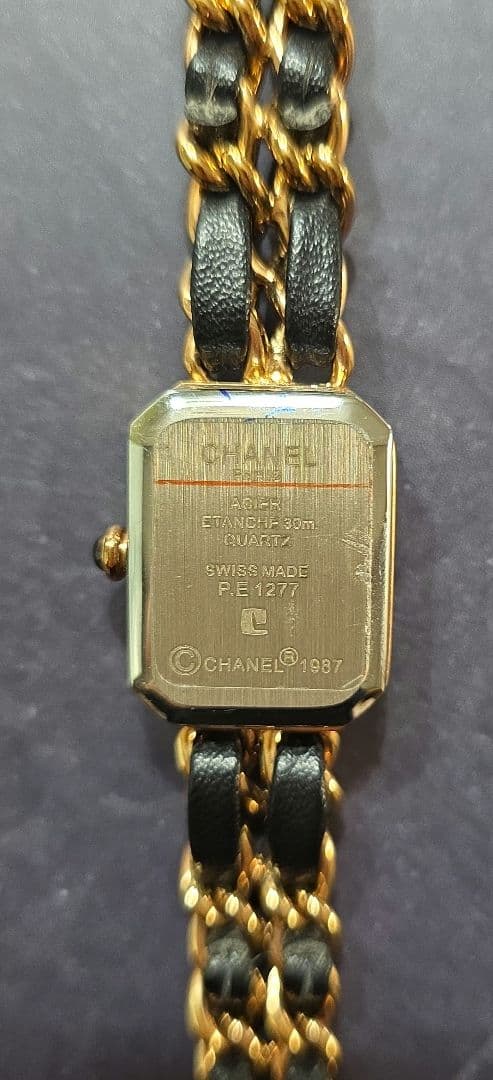 CHANEL
PARIS
ACIER
ETANCHE 30m.
QUARTZ
SWISS MADE
P.E 1277
© CHANEL® 1987